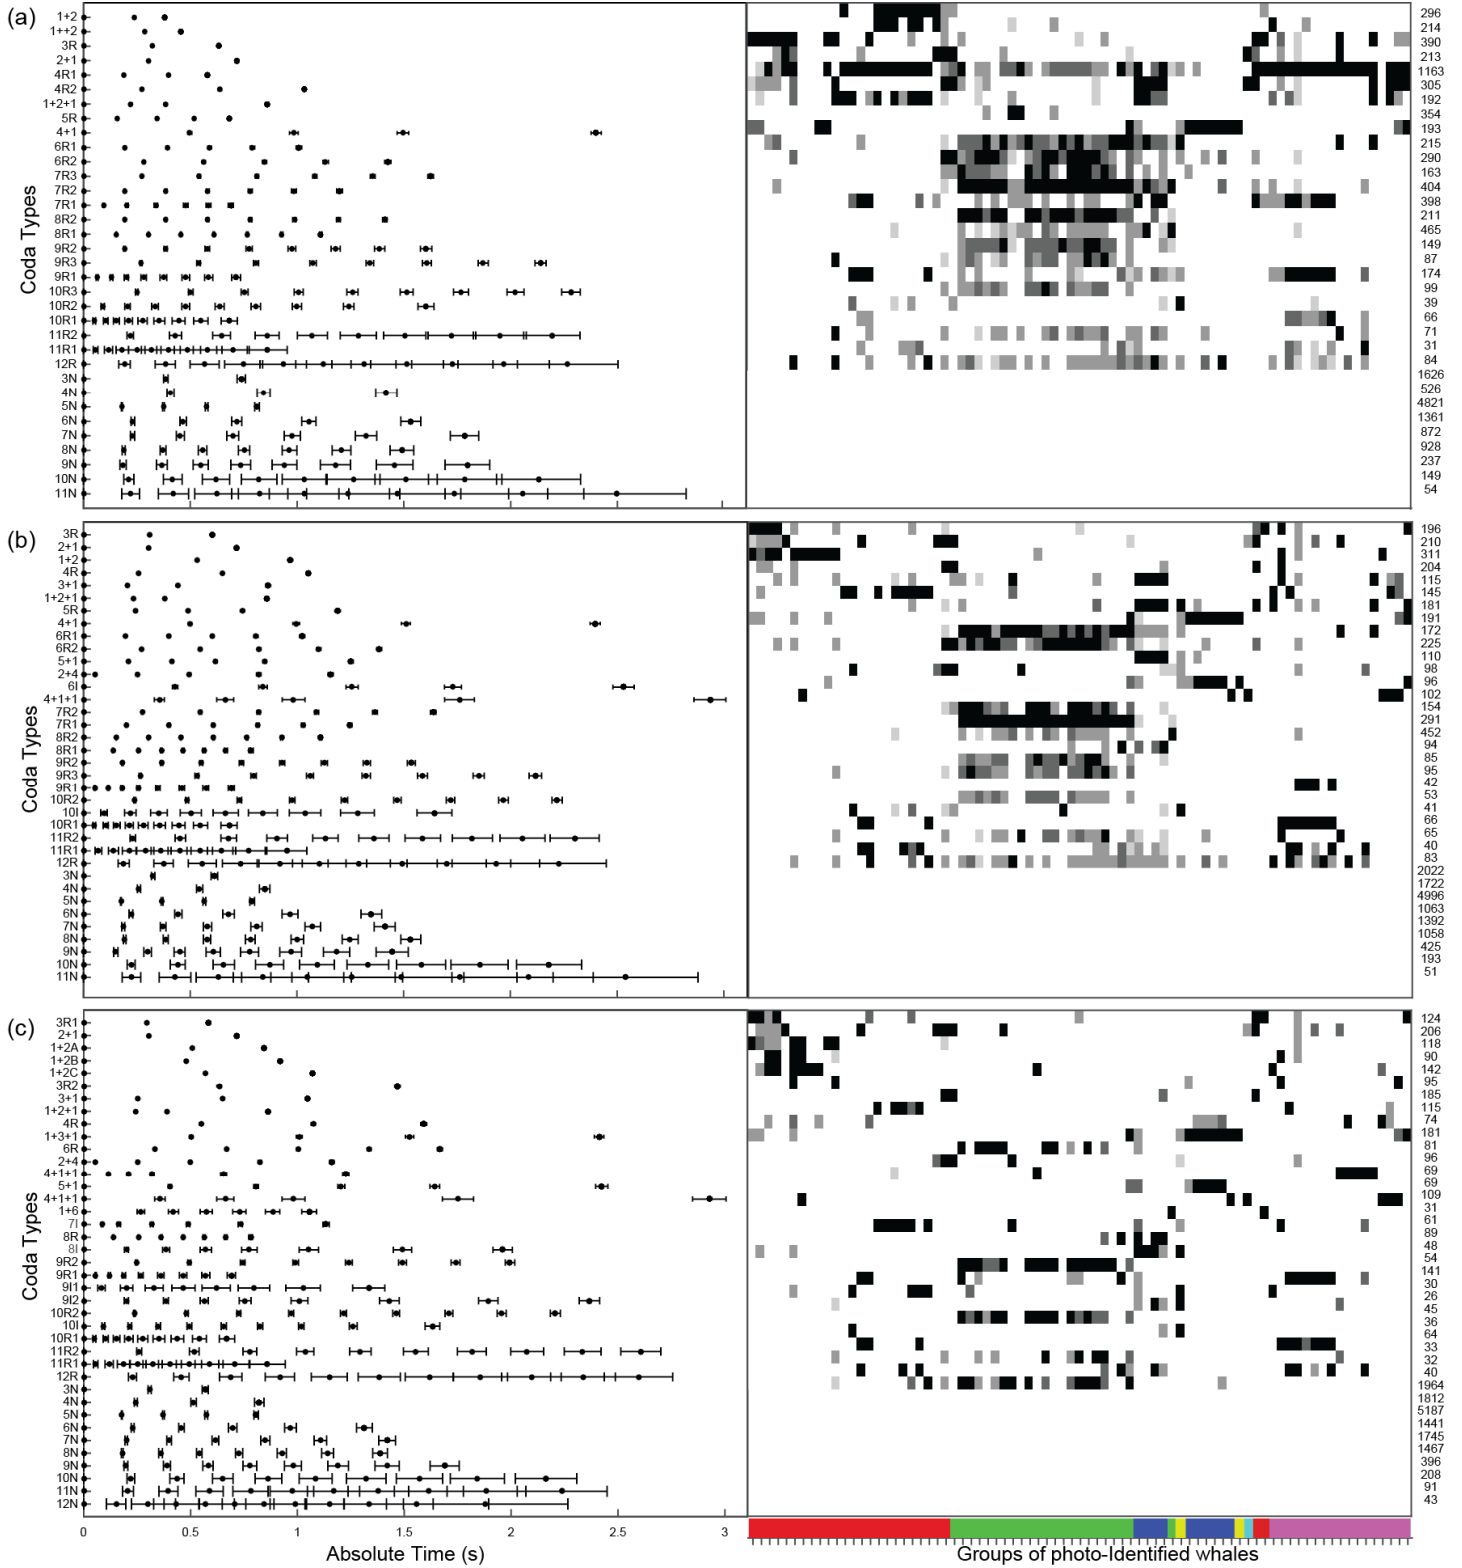 (a)
Coda Types
1+2 296
1++2 214
3R 390
2+1 213
4R1 1163
4R2 305
1+2+1 192
5R 354
4+1 193
6R1 215
6R2 290
7R3 163
7R2 404
7R1 398
8R2 211
8R1 465
9R2 149
9R3 87
9R1 174
10R3 99
10R2 39
10R1 66
11R2 71
11R1 31
12R 84
3N 1626
4N 526
5N 4821
6N 1361
7N 872
8N 928
9N 237
10N 149
11N 54
(b)
Coda Types
3R 196
2+1 210
1+2 311
4R 204
3+1 115
1+2+1 145
5R 181
4+1 191
6R1 172
6R2 225
5+1 110
2+4 98
6I 96
4+1+1 102
7R2 154
7R1 291
8R2 452
8R1 94
9R2 85
9R3 95
9R1 42
10R2 53
10I 41
10R1 66
11R2 65
11R1 40
12R 83
3N 2022
4N 1722
5N 4996
6N 1063
7N 1392
8N 1058
9N 425
10N 193
11N 51
(c)
Coda Types
3R1 124
2+1 206
1+2A 118
1+2B 90
1+2C 142
3R2 95
3+1 185
1+2+1 115
4R 74
1+3+1 181
6R 81
2+4 96
4+1+1 69
5+1 69
4+1+1 109
1+6 31
7I 61
8R 89
8I 48
9R2 54
9R1 141
9I1 30
9I2 26
10R2 45
10I 36
10R1 64
11R2 33
11R1 32
12R 40
3N 1964
4N 1812
5N 5187
6N 1441
7N 1745
8N 1467
9N 396
10N 208
11N 91
12N 43
0 0.5 1 1.5 2 2.5 3
Absolute Time (s)
Groups of photo-Identified whales